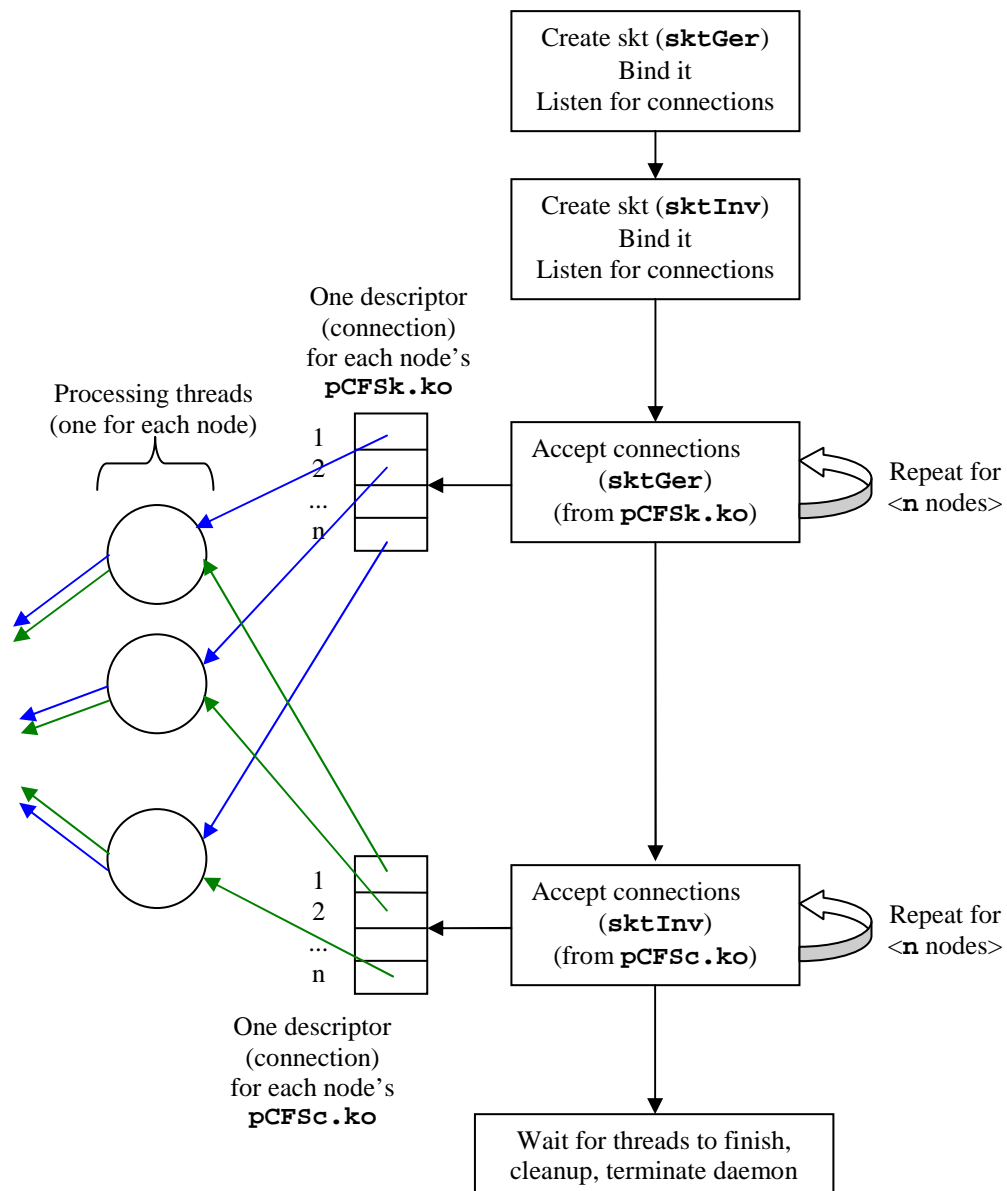 Create skt (sktGer)
Bind it
Listen for connections
Create skt (sktInv)
Bind it
Listen for connections
One descriptor
(connection)
for each node’s
pCFSk.ko
Processing threads
(one for each node)
1
2
...
n
Accept connections
(sktGer)
(from pCFSk.ko)
Repeat for
<n nodes>
1
2
...
n
Accept connections
(sktInv)
(from pCFSc.ko)
Repeat for
<n nodes>
One descriptor
(connection)
for each node’s
pCFSc.ko
Wait for threads to finish,
cleanup, terminate daemon